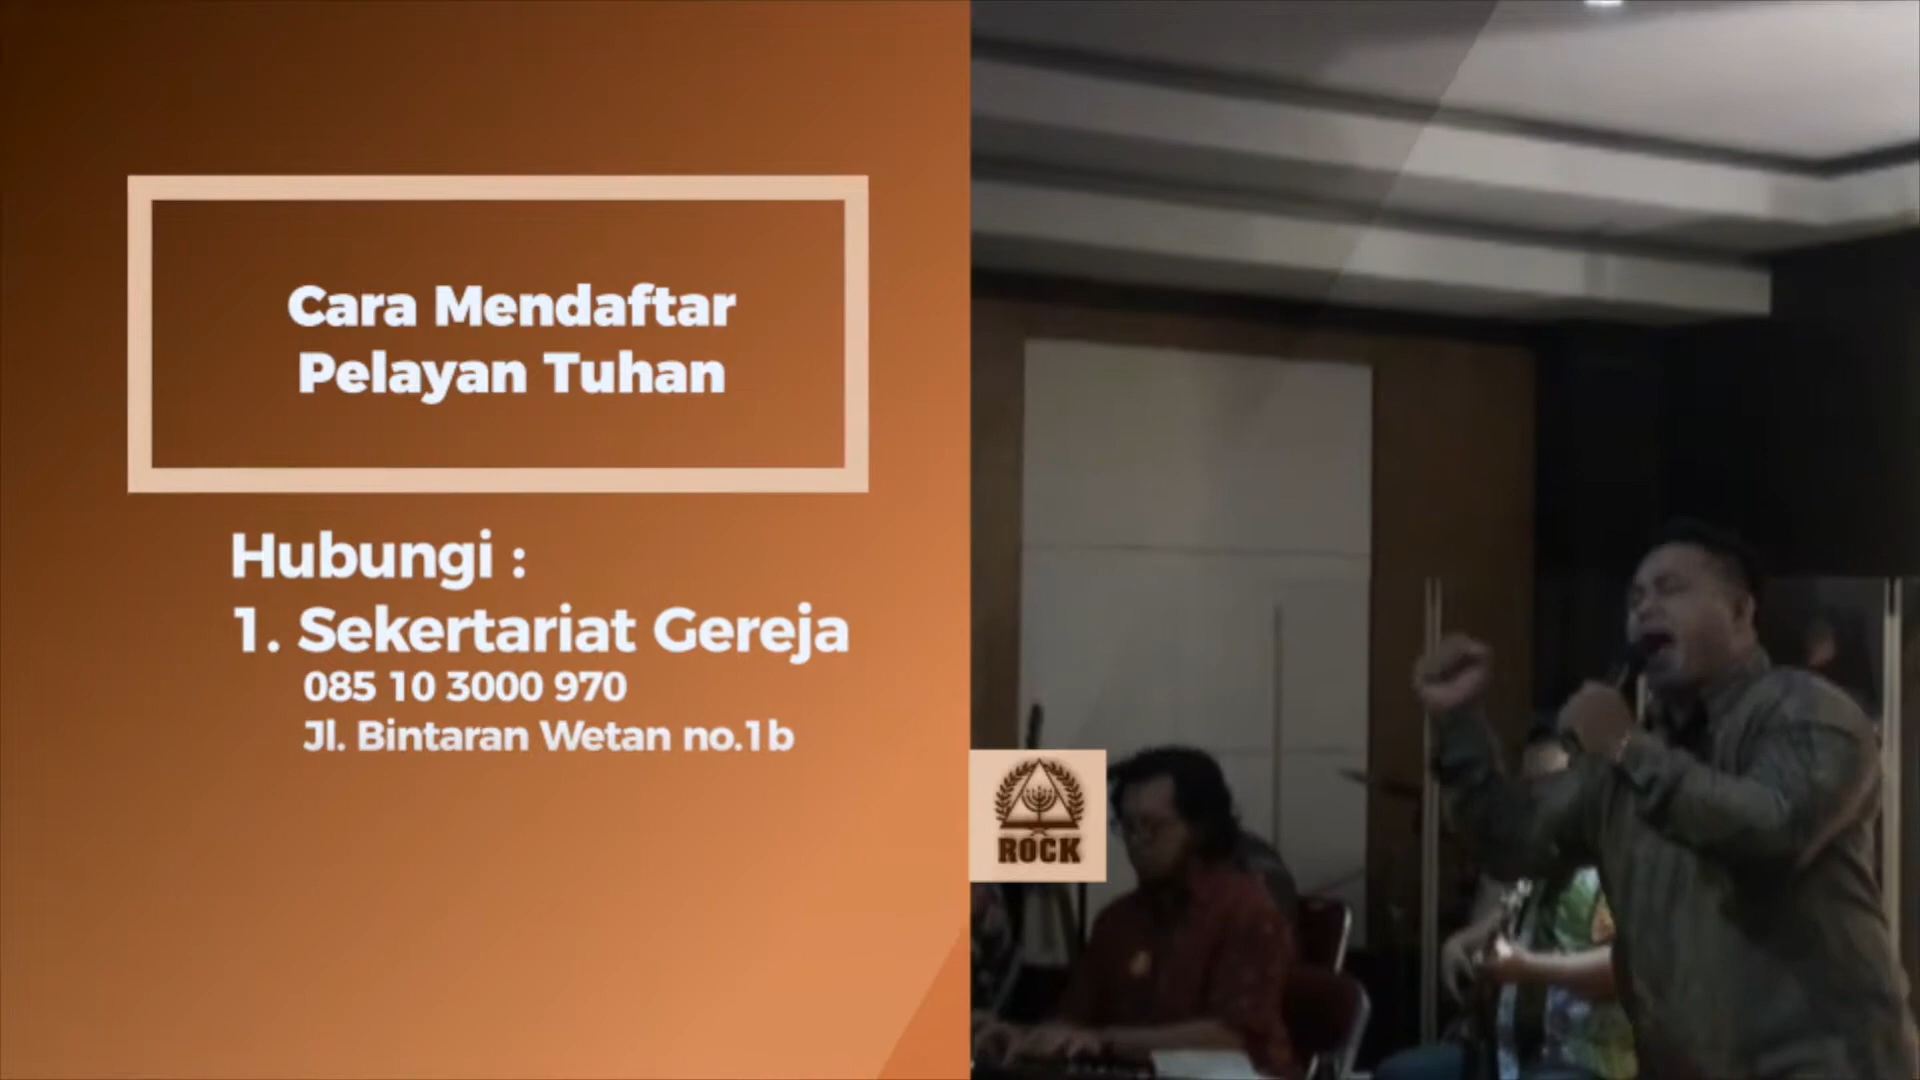 Cara Mendaftar
Pelayan Tuhan
Hubungi :
1. Sekertariat Gereja
085 10 3000 970
Jl. Bintaran Wetan no.1b
ROCK